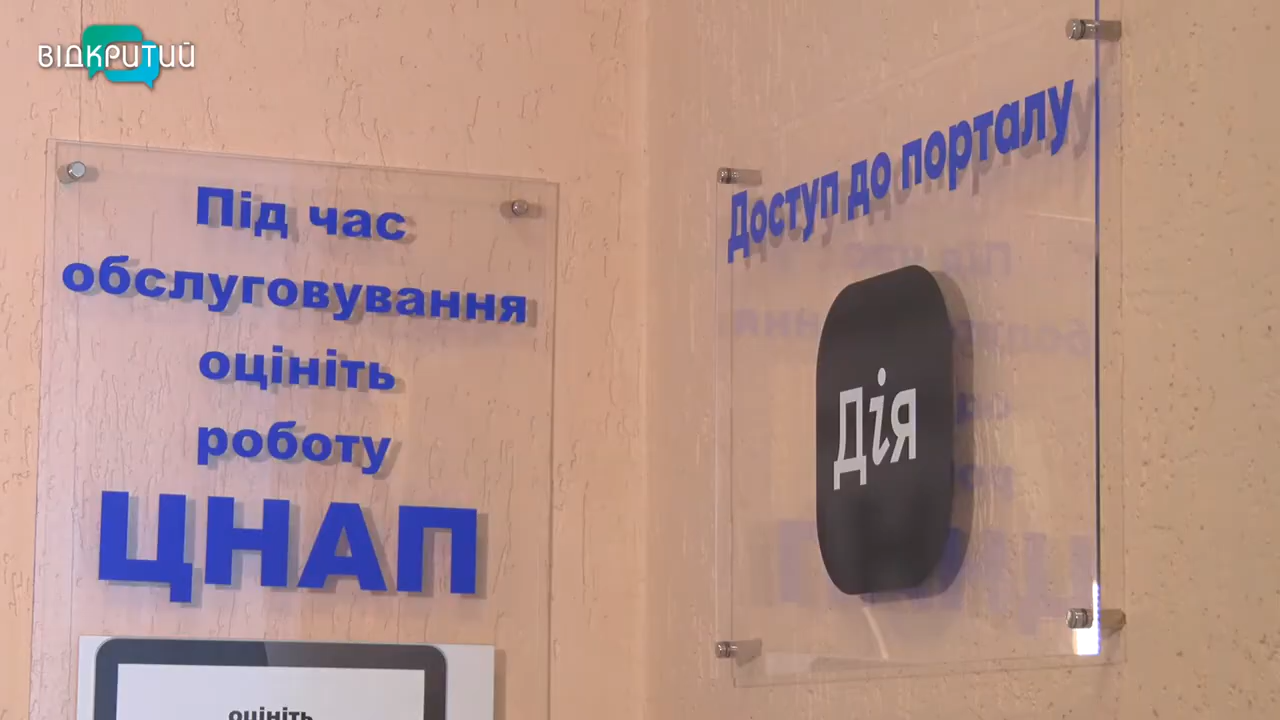 ВІДКРИТИЙ
Під час
обслуговування
оцініть
роботу
ЦНАП
оцініть
Доступ до порталу
Дія